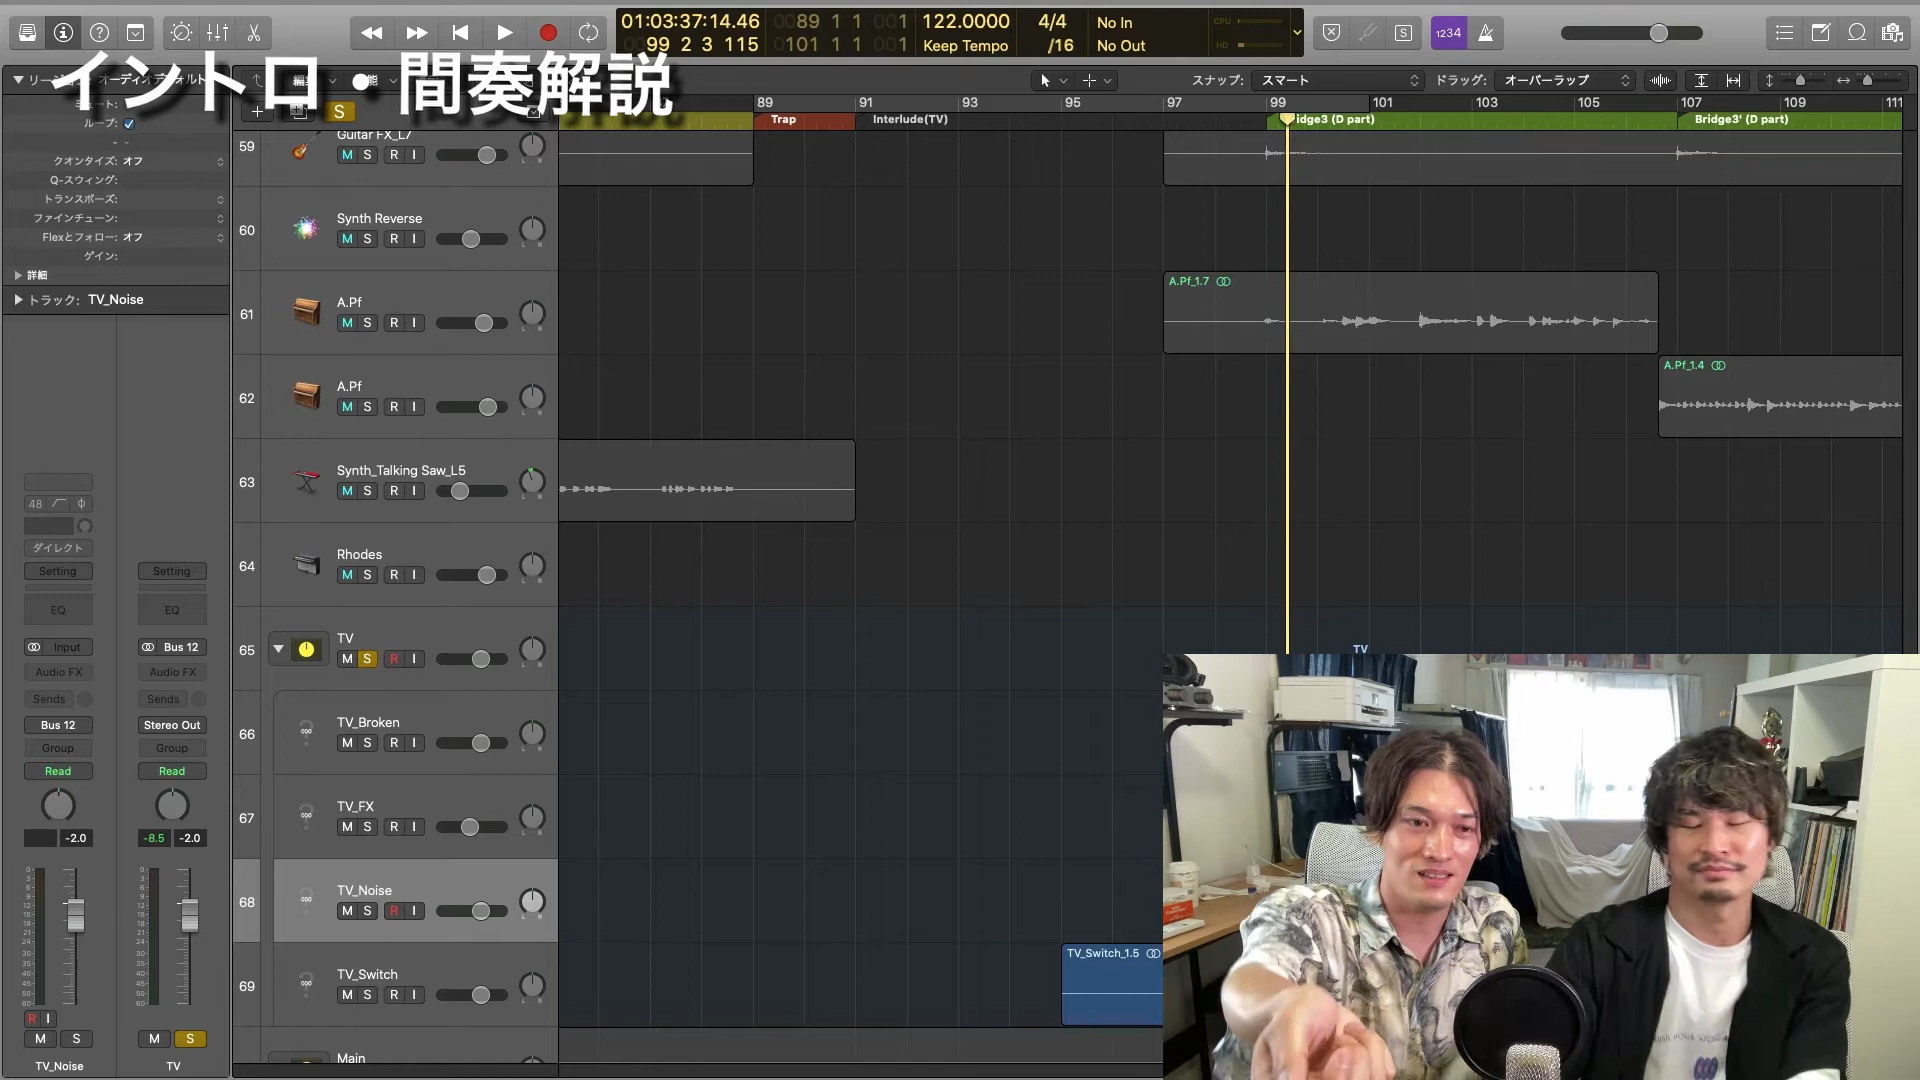 01:03:37:14.46
99 2 3 115
0089 1 1 001
0101 1 1 001
122.0000
Keep Tempo
4/4
/16
No In
No Out
CPU
HD
1234
イントロ・間奏解説
スナップ: スマート
ドラッグ: オーバーラップ
S
89 91 93 95 97 99 101 103 105 107 109 111
Trap
Interlude(TV)
idge3 (D part)
Bridge3' (D part)
ミュート:
ループ:
クオンタイズ: オフ
Q-スウィング:
トランスポーズ:
ファインチューン:
Flexとフォロー: オフ
ゲイン:
詳細
トラック: TV_Noise
59 Guitar FX_L7
M S R I
60 Synth Reverse
M S R I
61 A.Pf
M S R I
A.Pf_1.7
62 A.Pf
M S R I
A.Pf_1.4
63 Synth_Talking Saw_L5
M S R I
64 Rhodes
M S R I
65 TV
M S R I
TV
66 TV_Broken
M S R I
67 TV_FX
M S R I
68 TV_Noise
M S R I
69 TV_Switch
M S R I
TV_Switch_1.5
Main
48
ダイレクト
Setting Setting
EQ EQ
Input Bus 12
Audio FX Audio FX
Sends Sends
Bus 12 Stereo Out
Group Group
Read Read
-2.0 -8.5 -2.0
R I
M S M S
TV_Noise TV